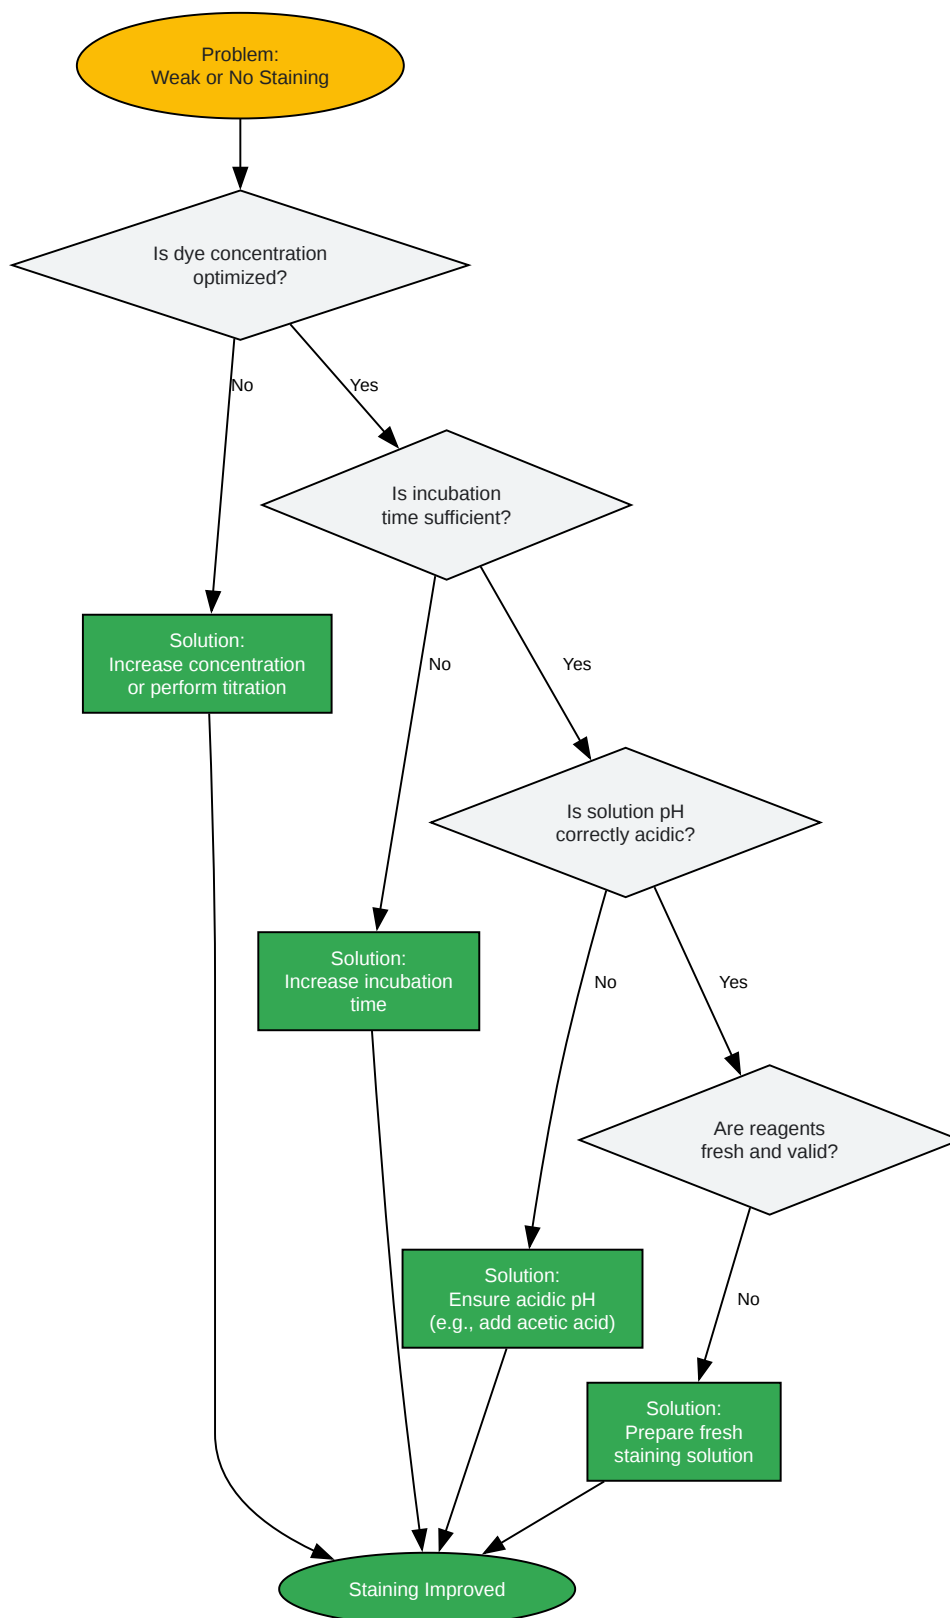 Problem:
Weak or No Staining
Is dye concentration
optimized?
No
Yes
Is incubation
time sufficient?
Solution:
Increase concentration
or perform titration
No
Yes
Is solution pH
correctly acidic?
Solution:
Increase incubation
time
No
Yes
Are reagents
fresh and valid?
Solution:
Ensure acidic pH
(e.g., add acetic acid)
No
Solution:
Prepare fresh
staining solution
Staining Improved